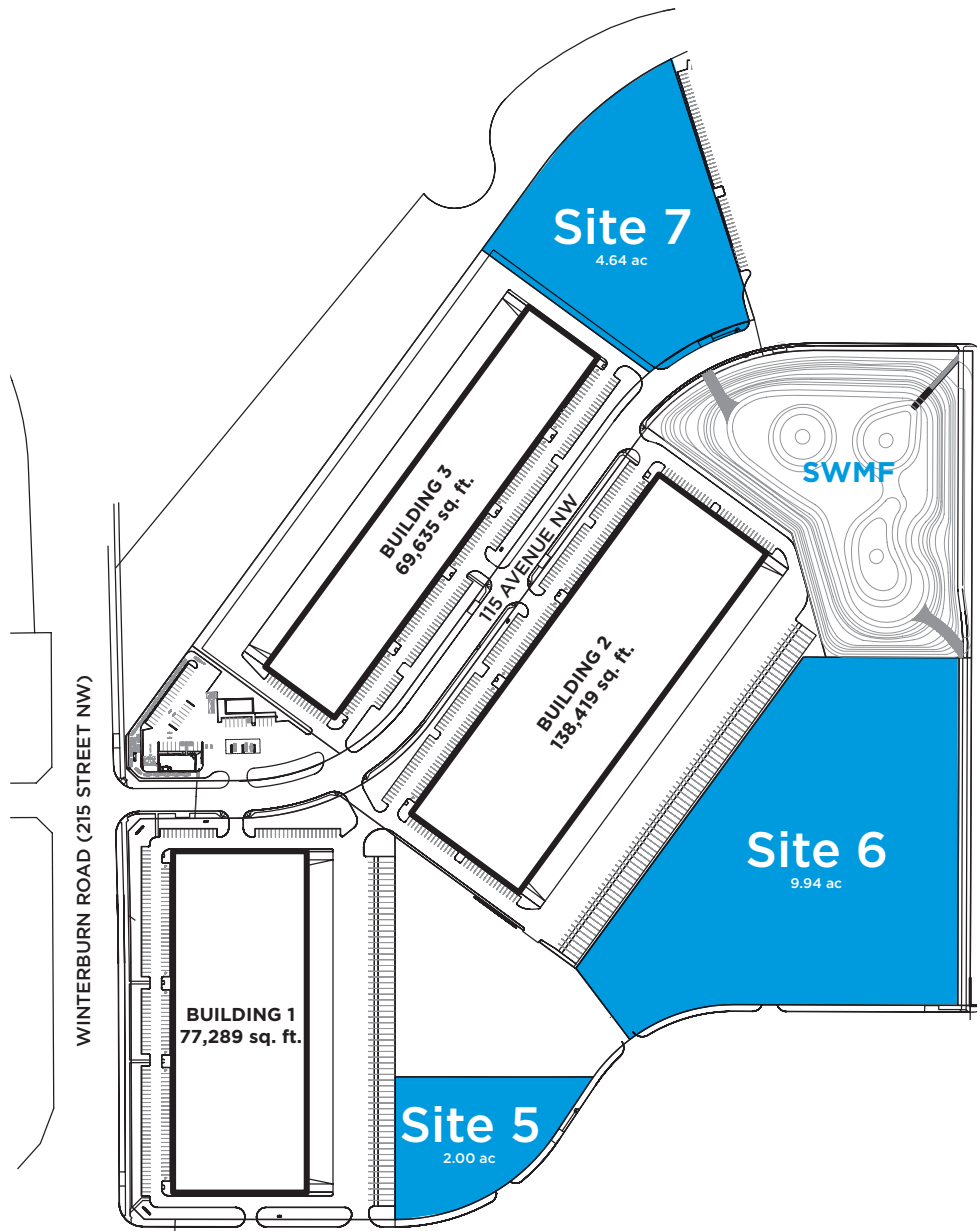 Site 7
4.64 ac
SWMF
BUILDING 3
69,635 sq. ft.
115 AVENUE NW
BUILDING 2
138,419 sq. ft.
WINTERBURN ROAD (215 STREET NW)
Site 6
9.94 ac
BUILDING 1
77,289 sq. ft.
Site 5
2.00 ac